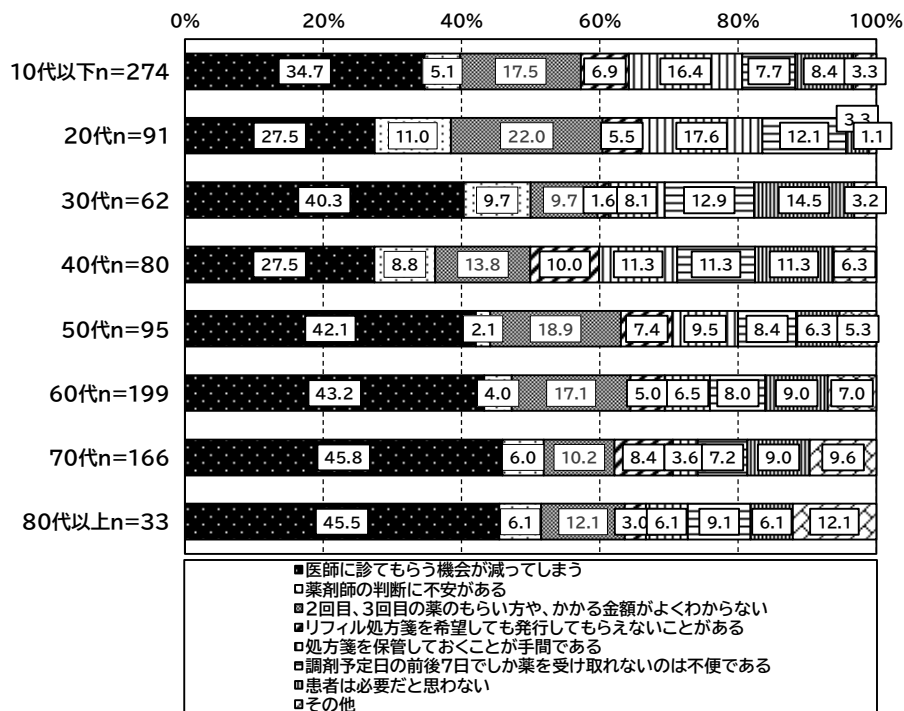 0% 20% 40% 60% 80% 100%
10代以下n=274 34.7 5.1 17.5 6.9 16.4 7.7 8.4 3.3
20代n=91 27.5 11.0 22.0 5.5 17.6 12.1 3.3 1.1
30代n=62 40.3 9.7 9.7 1.6 8.1 12.9 14.5 3.2
40代n=80 27.5 8.8 13.8 10.0 11.3 11.3 11.3 6.3
50代n=95 42.1 2.1 18.9 7.4 9.5 8.4 6.3 5.3
60代n=199 43.2 4.0 17.1 5.0 6.5 8.0 9.0 7.0
70代n=166 45.8 6.0 10.2 8.4 3.6 7.2 9.0 9.6
80代以上n=33 45.5 6.1 12.1 3.0 6.1 9.1 6.1 12.1
医師に診てもらう機会が減ってしまう
薬剤師の判断に不安がある
2回目、3回目の薬のもらい方や、かかる金額がよくわからない
リフィル処方箋を希望しても発行してもらえないことがある
処方箋を保管しておくことが手間である
調剤予定日の前後7日でしか薬を受け取れないのは不便である
患者は必要だと思わない
その他